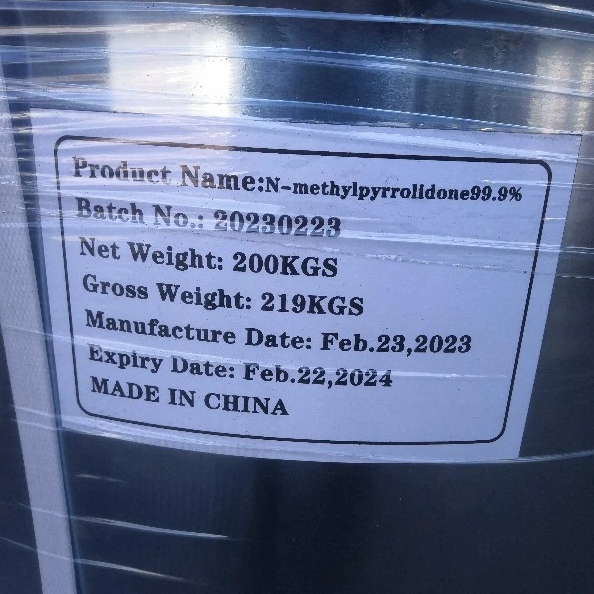 Product Name:N-methylpyrrolidone99.9%
Batch No.: 20230223
Net Weight: 200KGS
Gross Weight: 219KGS
Manufacture Date: Feb.23,2023
Expiry Date: Feb.22,2024
MADE IN CHINA